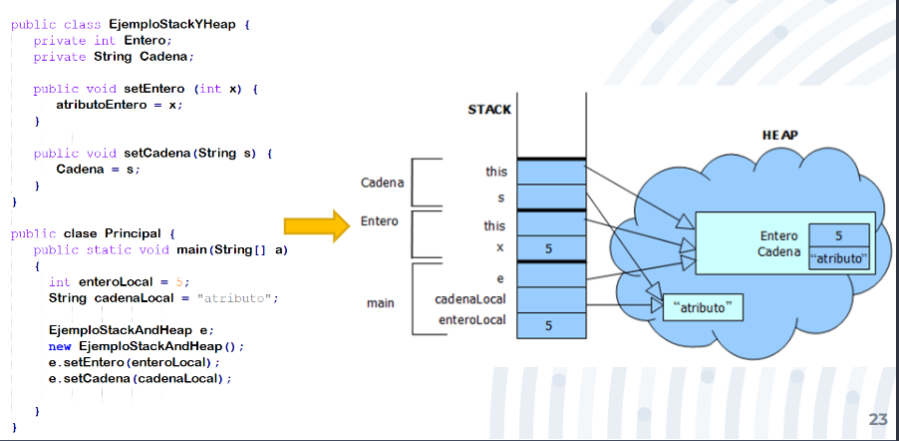 public class EjemploStackYHeap {
private int Entero;
private String Cadena;
public void setEntero (int x) {
atributoEntero = x;
}
public void setCadena(String s) {
Cadena = s;
}
}
public clase Principal {
public static void main(String[] a)
{
int enteroLocal = 5;
String cadenaLocal = "atributo";
EjemploStackAndHeap e;
new EjemploStackAndHeap();
e.setEntero(enteroLocal);
e.setCadena(cadenaLocal);
}
}
STACK
Cadena
this
s
Entero
this
x 5
main
e
cadenaLocal
enteroLocal 5
HEAP
Entero 5
Cadena "atributo"
"atributo"
23